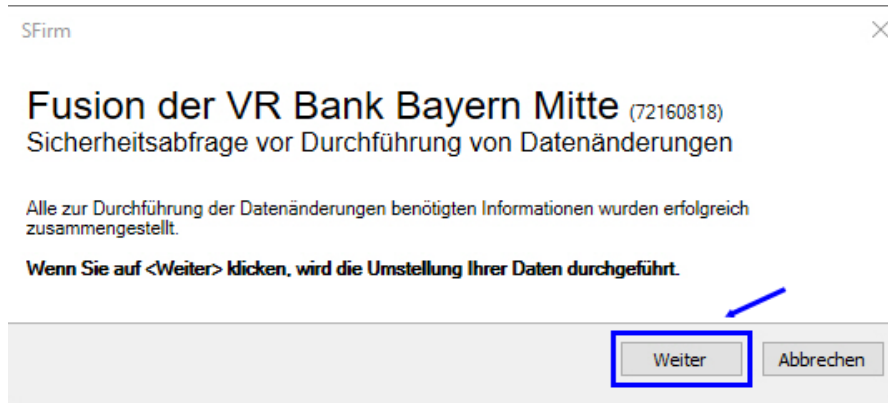 SFirm
Fusion der VR Bank Bayern Mitte (72160818)
Sicherheitsabfrage vor Durchführung von Datenänderungen
Alle zur Durchführung der Datenänderungen benötigten Informationen wurden erfolgreich
zusammengestellt.
Wenn Sie auf <Weiter> klicken, wird die Umstellung Ihrer Daten durchgeführt.
Weiter Abbrechen